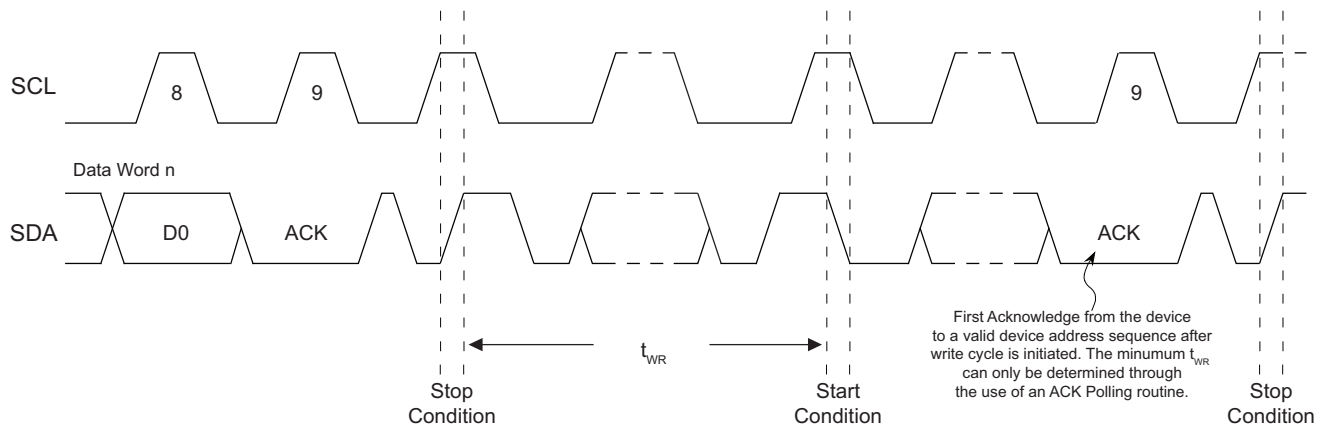 SCL
8
9
9
Data Word n
SDA
D0
ACK
ACK
First Acknowledge from the device
to a valid device address sequence after
write cycle is initiated. The minumum tWR
can only be determined through
the use of an ACK Polling routine.
tWR
Stop
Condition
Start
Condition
Stop
Condition